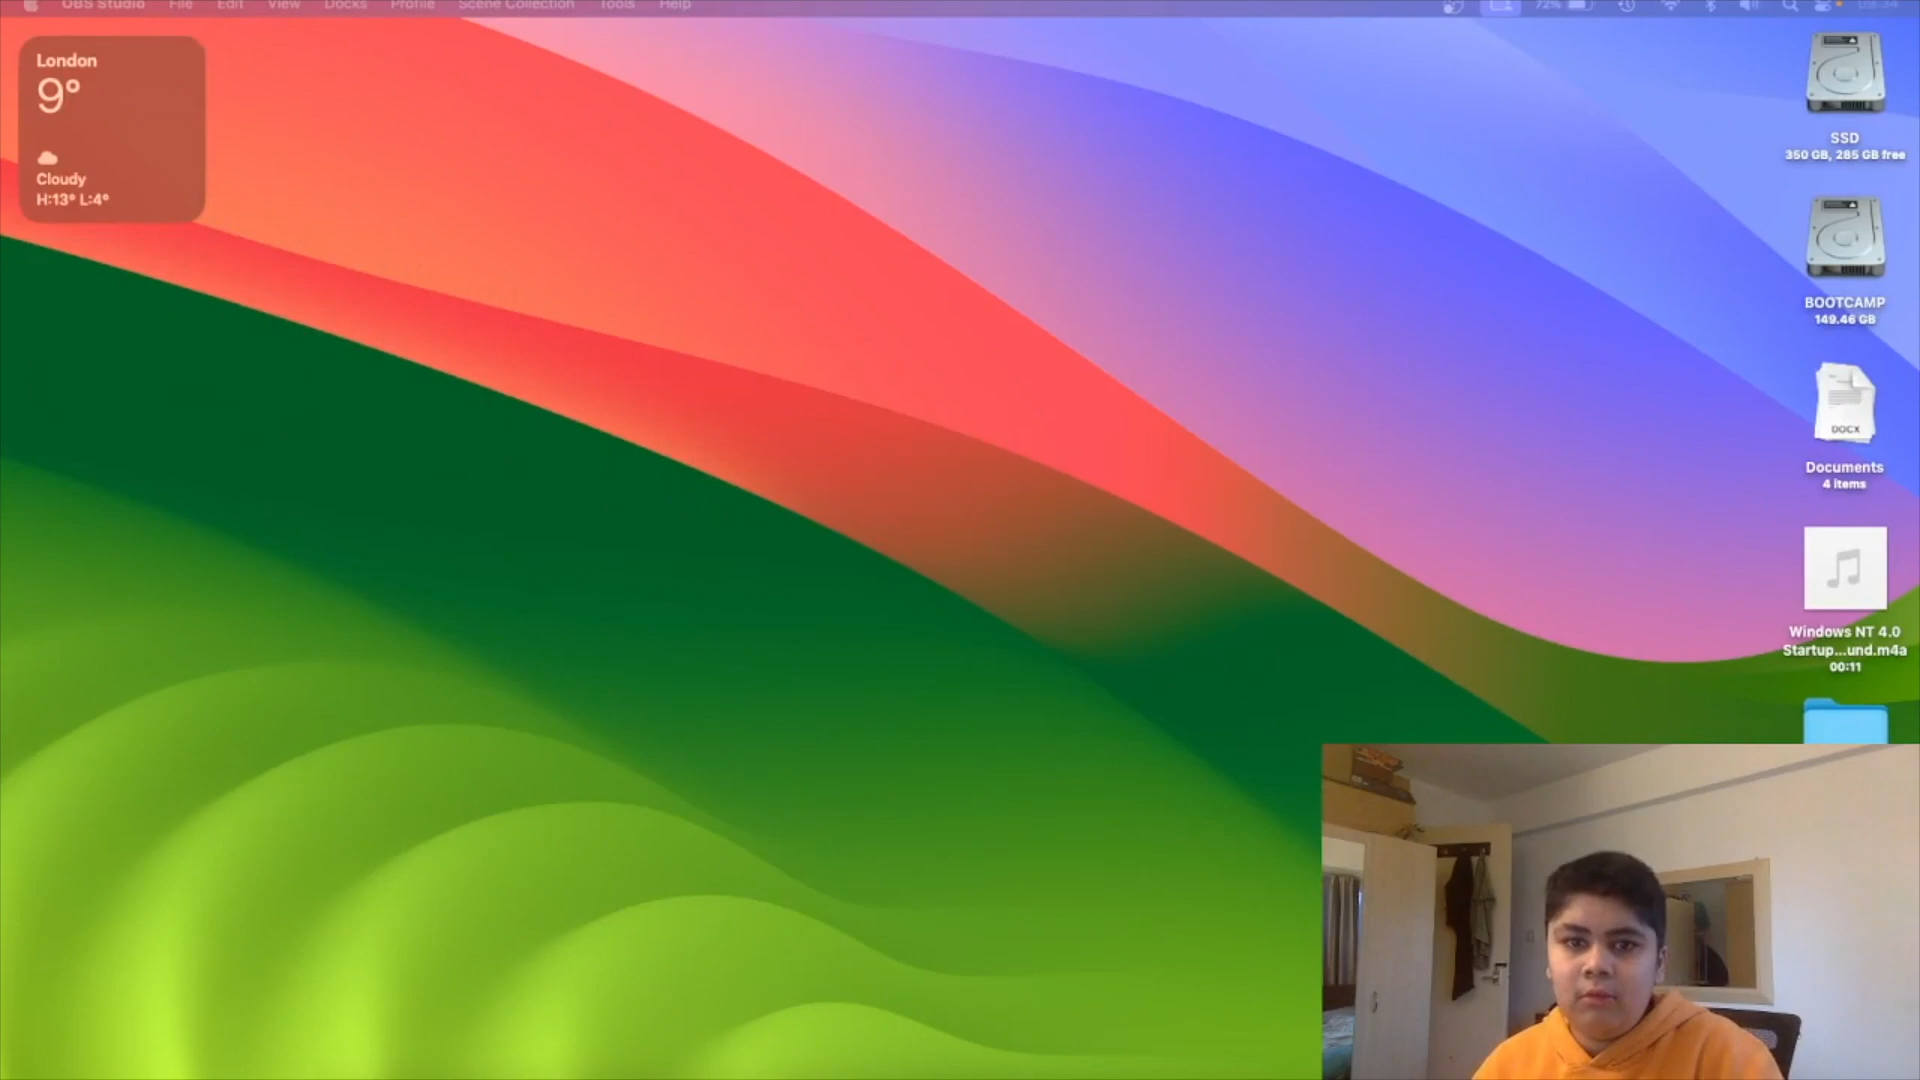 OBS Studio File Edit View Docks Profile Scene Collection Tools Help 72%
London
9°
Cloudy
H:13° L:4°
SSD
350 GB, 285 GB free
BOOTCAMP
149.46 GB
DOCX
Documents
4 items
Windows NT 4.0
Startup...und.m4a
00:11